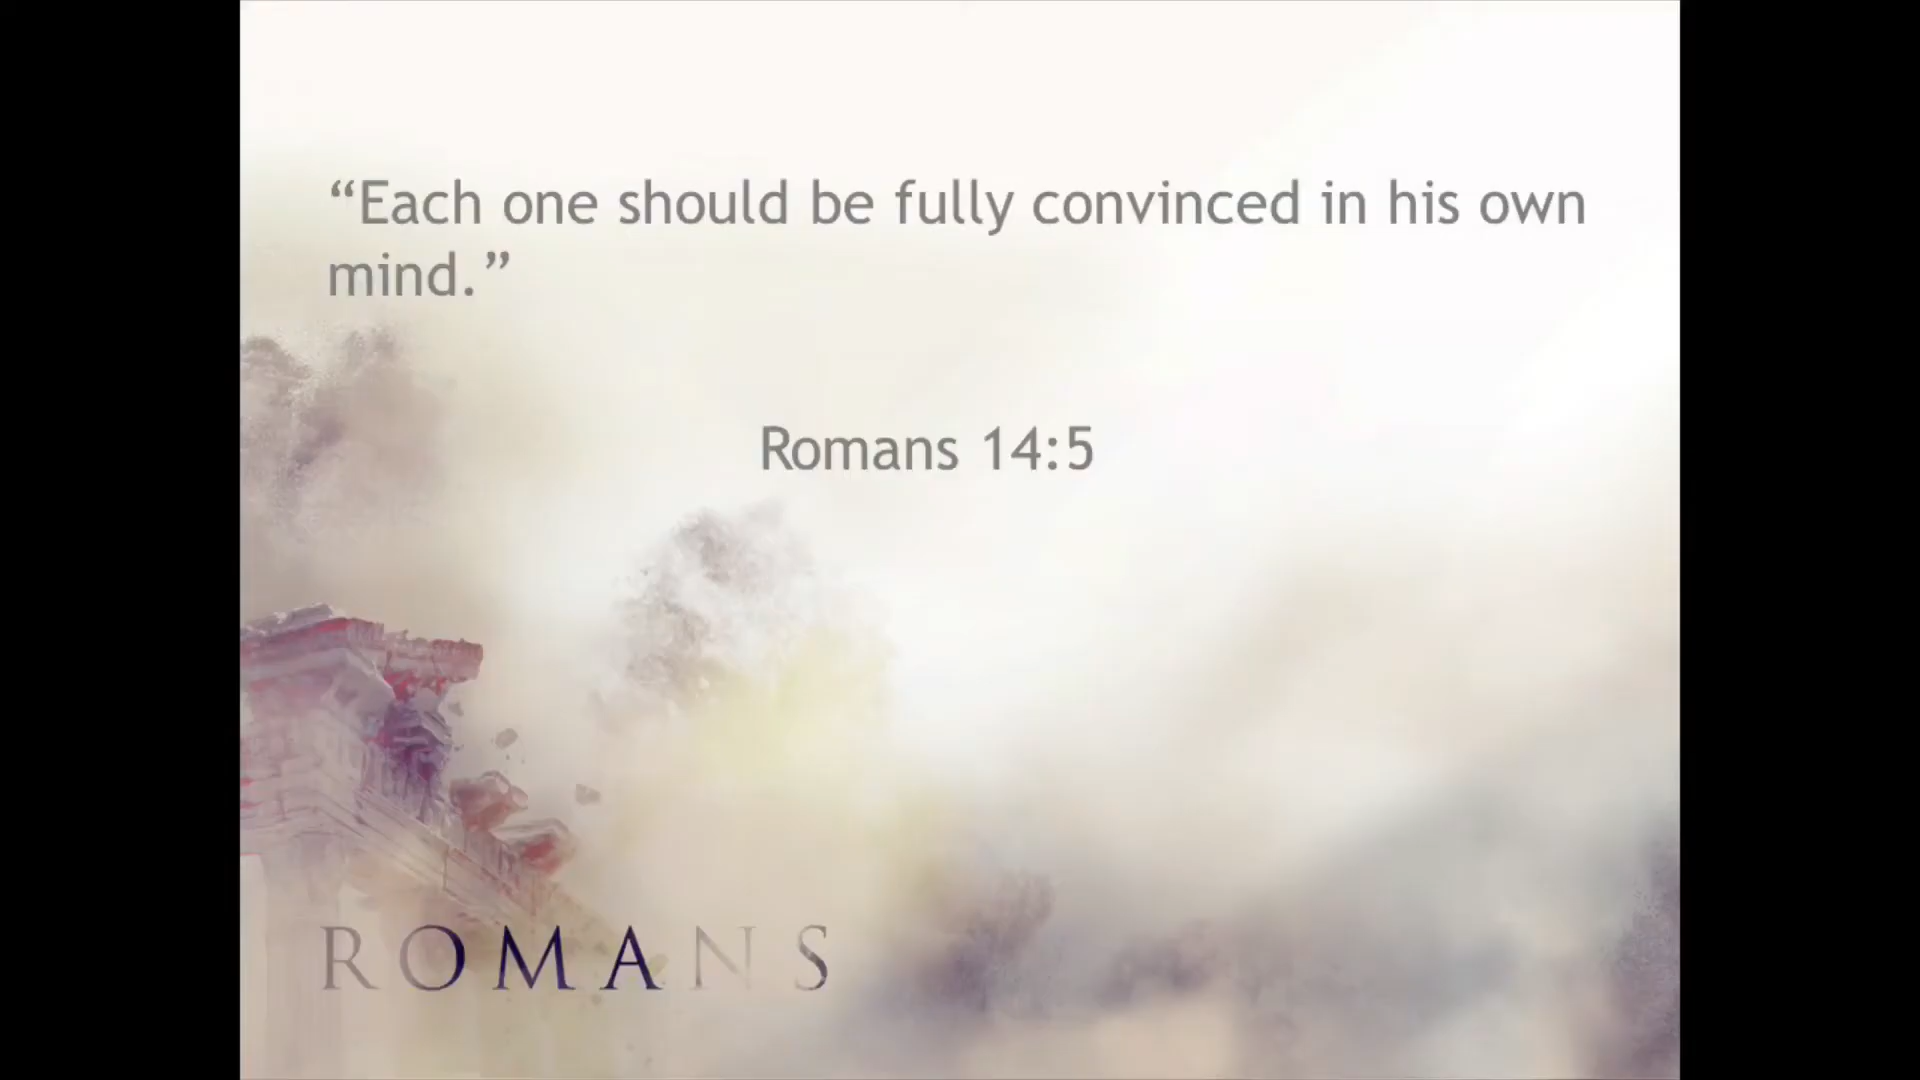 “Each one should be fully convinced in his own
mind.”
Romans 14:5
ROMANS